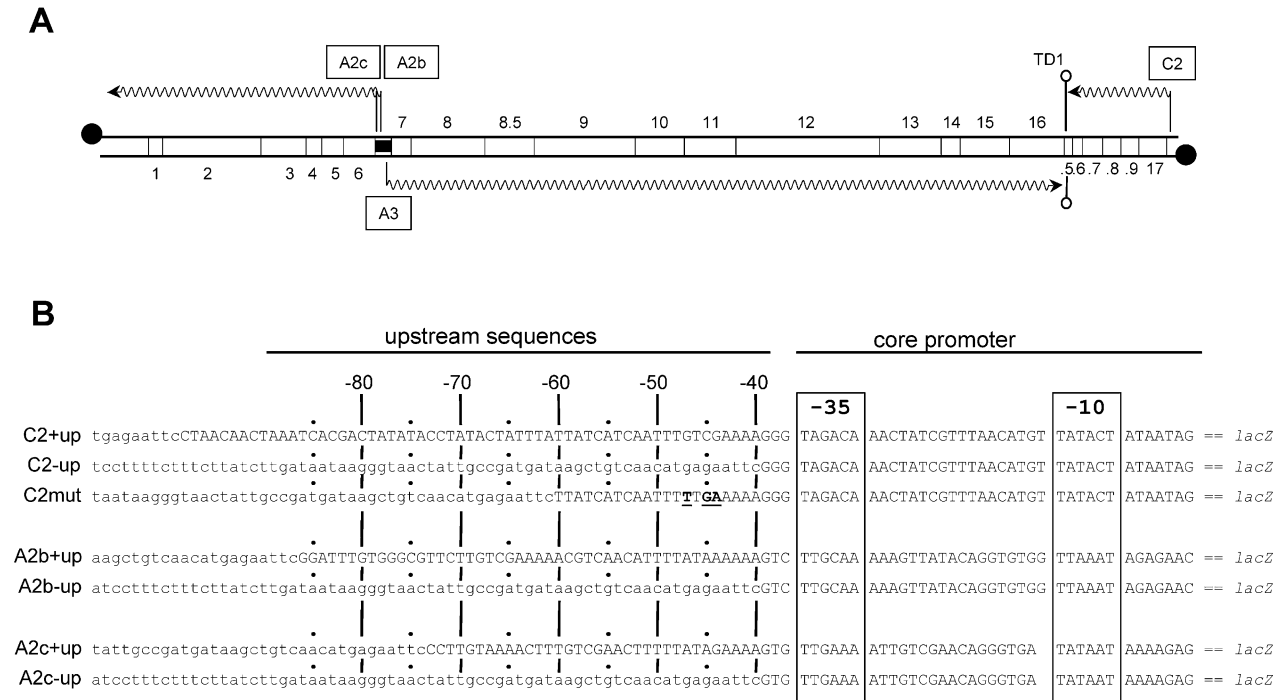 A
A2c A2b TD1 C2
7 8 8.5 9 10 11 12 13 14 15 16
1 2 3 4 5 6 .5 .6 .7 .8 .9 17
A3
B
upstream sequences core promoter
-80 -70 -60 -50 -40 -35 -10
C2+up tgagaattcCTAACAACTAAATCACGACTATATACCTATACTATTTATTATCATCAATTTGTCGAAAAGGG TAGACA AACTATCGTTTAACATGT TATACT ATAATAG == lacZ
C2-up tccttttctttcttatcttgataataagggtaactattgccgatgataagctgtcaacatgagaattcGGG TAGACA AACTATCGTTTAACATGT TATACT ATAATAG == lacZ
C2mut taataagggtaactattgccgatgataagctgtcaacatgagaattcTTATCATCAATTTTTGAAAAAGGG TAGACA AACTATCGTTTAACATGT TATACT ATAATAG == lacZ
A2b+up aagctgtcaacatgagaattcGGATTTGTGGGCGTTCTTGTCGAAAAACGTCAACATTTTATAAAAAAGTC TTGCAA AAAGTTATACAGGTGTGG TTAAAT AGAGAAC == lacZ
A2b-up atcctttctttcttatcttgataataagggtaactattgccgatgataagctgtcaacatgagaattcGTC TTGCAA AAAGTTATACAGGTGTGG TTAAAT AGAGAAC == lacZ
A2c+up tattgccgatgataagctgtcaacatgagaattcCCTTGTAAAACTTTGTCGAACTTTTATAGAAAAGTG TTGAAA ATTGTCGAACAGGGTGA TATAAT AAAAGAG == lacZ
A2c-up atcctttctttcttatcttgataataagggtaactattgccgatgataagctgtcaacatgagaattcGTG TTGAAA ATTGTCGAACAGGGTGA TATAAT AAAAGAG == lacZ